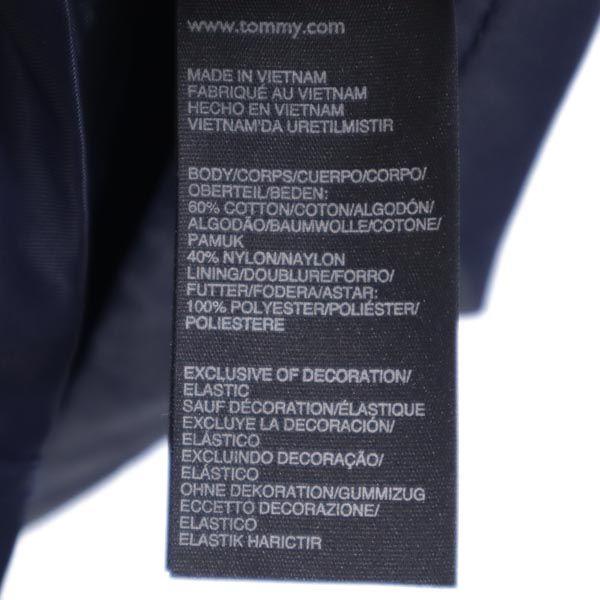 www.tommy.com
MADE IN VIETNAM
FABRIQUÉ AU VIETNAM
HECHO EN VIETNAM
VIETNAM'DA URETILMISTIR
BODY/CORPS/CUERPO/CORPO/
OBERTEIL/BEDEN:
60% COTTON/COTON/ALGODÓN/
ALGODÃO/BAUMWOLLE/COTONE/
PAMUK
40% NYLON/NAYLON
LINING/DOUBLURE/FORRO/
FUTTER/FODERA/ASTAR:
100% POLYESTER/POLIÉSTER/
POLIESTERE
EXCLUSIVE OF DECORATION/
ELASTIC
SAUF DÉCORATION/ÉLASTIQUE
EXCLUYE LA DECORACIÓN/
ELÁSTICO
EXCLUINDO DECORAÇÃO/
ELÁSTICO
OHNE DEKORATION/GUMMIZUG
ECCETTO DECORAZIONE/
ELASTICO
ELASTIK HARICTIR